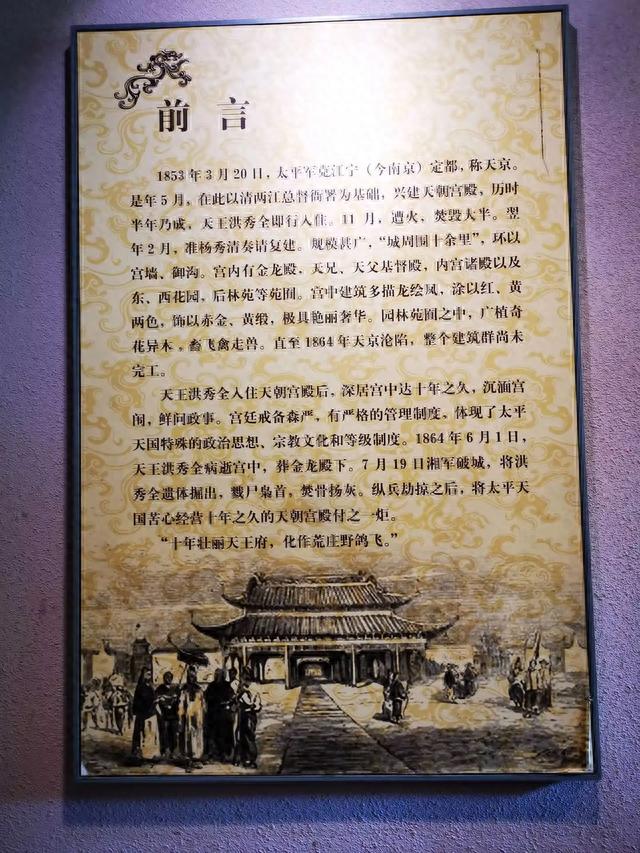 前言
1853年3月20日，太平军克江宁（今南京）定都，称天京。
是年5月，在此以清两江总督衙署为基础，兴建天朝宫殿，历时
半年乃成，天王洪秀全即行入住。11月，遭火，焚毁大半。翌
年2月，准杨秀清奏请复建。规模甚广，“城周围十余里”，环以
宫墙、御沟。宫内有金龙殿，天兄、天父基督殿，内宫诸殿以及
东、西花园，后林苑等苑囿。宫中建筑多描龙绘凤，涂以红、黄
两色，饰以赤金、黄缎，极具艳丽奢华。园林苑囿之中，广植奇
花异木，畜飞禽走兽。直至1864年天京沦陷，整个建筑群尚未
完工。
天王洪秀全入住天朝宫殿后，深居宫中达十年之久，沉湎宫
闱，鲜问政事。宫廷戒备森严，有严格的管理制度，体现了太平
天国特殊的政治思想、宗教文化和等级制度。1864年6月1日，
天王洪秀全病逝宫中，葬金龙殿下。7月19日湘军破城，将洪
秀全遗体掘出，戮尸枭首，焚骨扬灰。纵兵劫掠之后，将太平天
国苦心经营十年之久的天朝宫殿付之一炬。
“十年壮丽天王府，化作荒庄野鸽飞。”